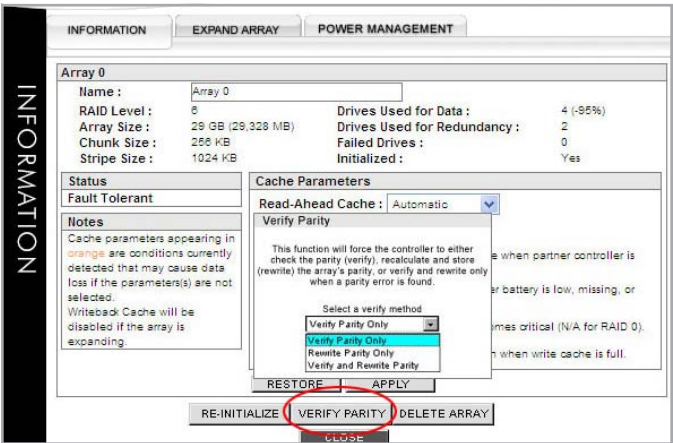 INFORMATION
INFORMATION EXPAND ARRAY POWER MANAGEMENT
Array 0
Name : Array 0
RAID Level : 6 Drives Used for Data : 4 (-95%)
Array Size : 29 GB (29,328 MB) Drives Used for Redundancy : 2
Chunk Size : 256 KB Failed Drives : 0
Stripe Size : 1024 KB Initialized : Yes
Status
Fault Tolerant
Notes
Cache parameters appearing in
orange are conditions currently
detected that may cause data
loss if the parameters(s) are not
selected.
Writeback Cache will be
disabled if the array is
expanding.
Cache Parameters
Read-Ahead Cache : Automatic
Verify Parity
This function will force the controller to either
check the parity (verify), recalculate and store
(rewrite) the array's parity, or verify and rewrite only
when a parity error is found.
Select a verify method
Verify Parity Only
Verify Parity Only
Rewrite Parity Only
Verify and Rewrite Parity
when partner controller is
battery is low, missing, or
critical (N/A for RAID 0).
when write cache is full.
RESTORE APPLY
RE-INITIALIZE VERIFY PARITY DELETE ARRAY
CLOSE